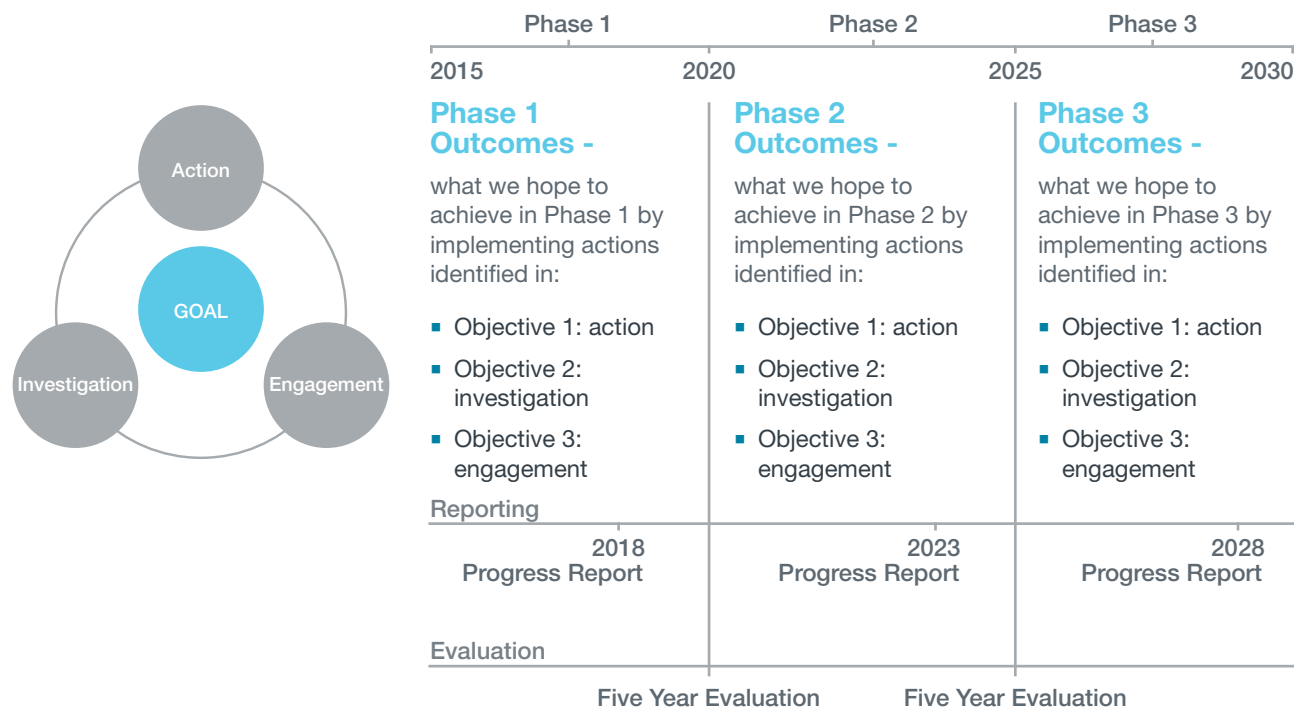 Phase 1
Phase 2
Phase 3
2015
2020
2025
2030
Action
GOAL
Investigation
Engagement
Phase 1
Outcomes -
what we hope to
achieve in Phase 1 by
implementing actions
identified in:
Objective 1: action
Objective 2:
investigation
Objective 3:
engagement
Phase 2
Outcomes -
what we hope to
achieve in Phase 2 by
implementing actions
identified in:
Objective 1: action
Objective 2:
investigation
Objective 3:
engagement
Phase 3
Outcomes -
what we hope to
achieve in Phase 3 by
implementing actions
identified in:
Objective 1: action
Objective 2:
investigation
Objective 3:
engagement
Reporting
2018
Progress Report
2023
Progress Report
2028
Progress Report
Evaluation
Five Year Evaluation
Five Year Evaluation